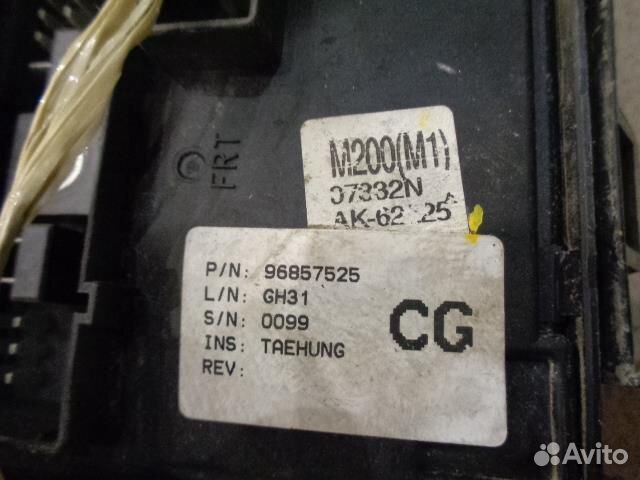 FRT
M200(M1)
07332N
P/N: 96857525
L/N: GH31
S/N: 0099
INS: TAEHUNG
REV:
CG
Avito